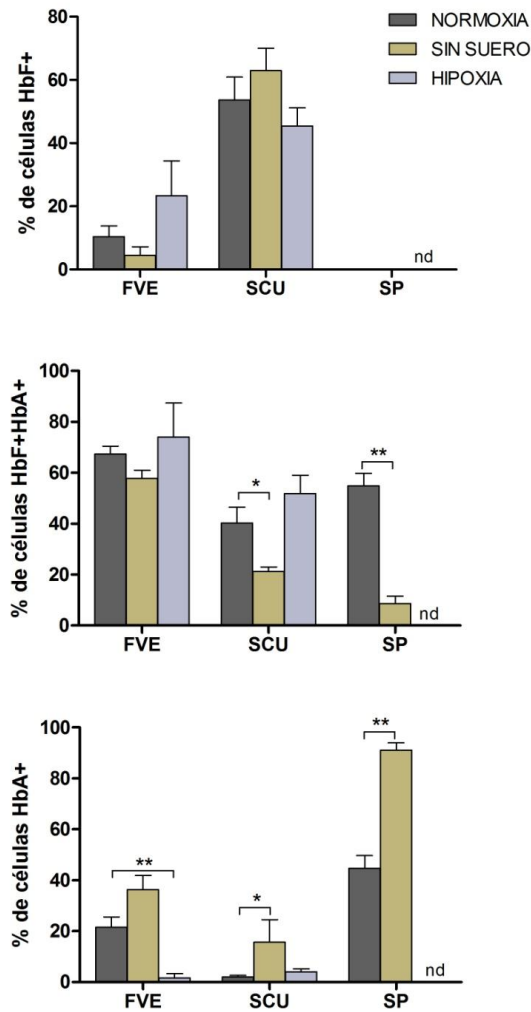 NORMOXIA
SIN SUERO
HIPOXIA
% de células HbF+
80
60
40
20
0
nd
FVE SCU SP
% de células HbF+HbA+
100
80
60
40
20
0
*
**
nd
FVE SCU SP
% de células HbA+
100
80
60
40
20
0
**
*
**
nd
FVE SCU SP